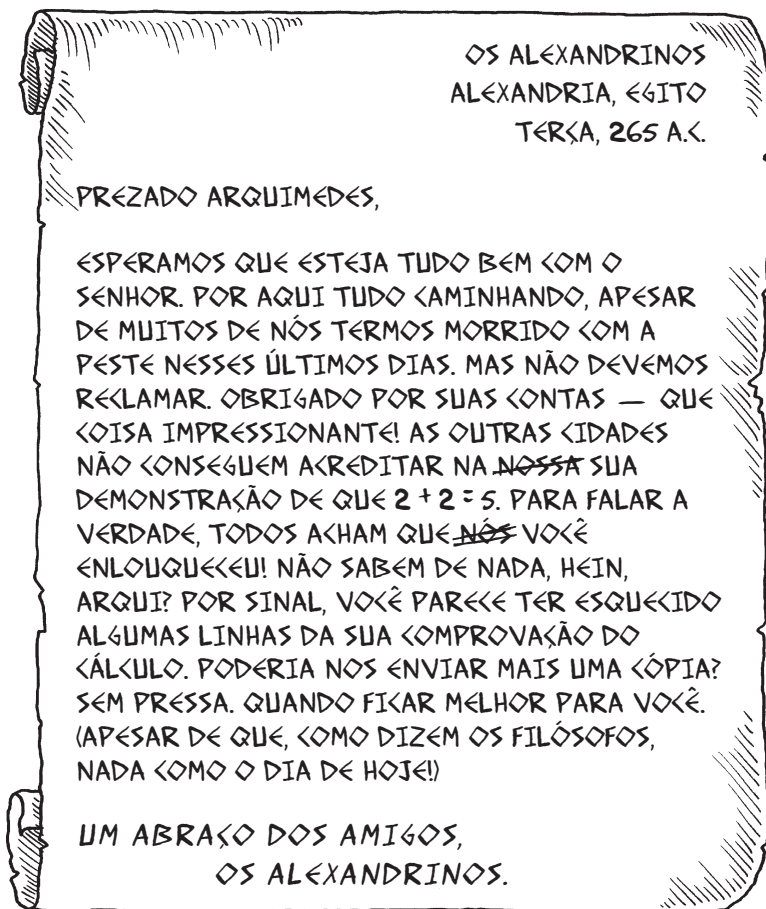 OS ALEXANDRINOS
ALEXANDRIA, EGITO
TERÇA, 265 A.C.
PREZADO ARQUIMEDES,
ESPERAMOS QUE ESTEJA TUDO BEM COM O
SENHOR. POR AQUI TUDO CAMINHANDO, APESAR
DE MUITOS DE NÓS TERMOS MORRIDO COM A
PESTE NESSES ÚLTIMOS DIAS. MAS NÃO DEVEMOS
RECLAMAR. OBRIGADO POR SUAS CONTAS — QUE
COISA IMPRESSIONANTE! AS OUTRAS CIDADES
NÃO CONSEGUEM ACREDITAR NA NOSSA SUA
DEMONSTRAÇÃO DE QUE 2 + 2 = 5. PARA FALAR A
VERDADE, TODOS ACHAM QUE NÓS VOCÊ
ENLOUQUECEU! NÃO SABEM DE NADA, HEIN,
ARQUI? POR SINAL, VOCÊ PARECE TER ESQUECIDO
ALGUMAS LINHAS DA SUA COMPROVAÇÃO DO
CÁLCULO. PODERIA NOS ENVIAR MAIS UMA CÓPIA?
SEM PRESSA. QUANDO FICAR MELHOR PARA VOCÊ.
(APESAR DE QUE, COMO DIZEM OS FILÓSOFOS,
NADA COMO O DIA DE HOJE!)
UM ABRAÇO DOS AMIGOS,
OS ALEXANDRINOS.